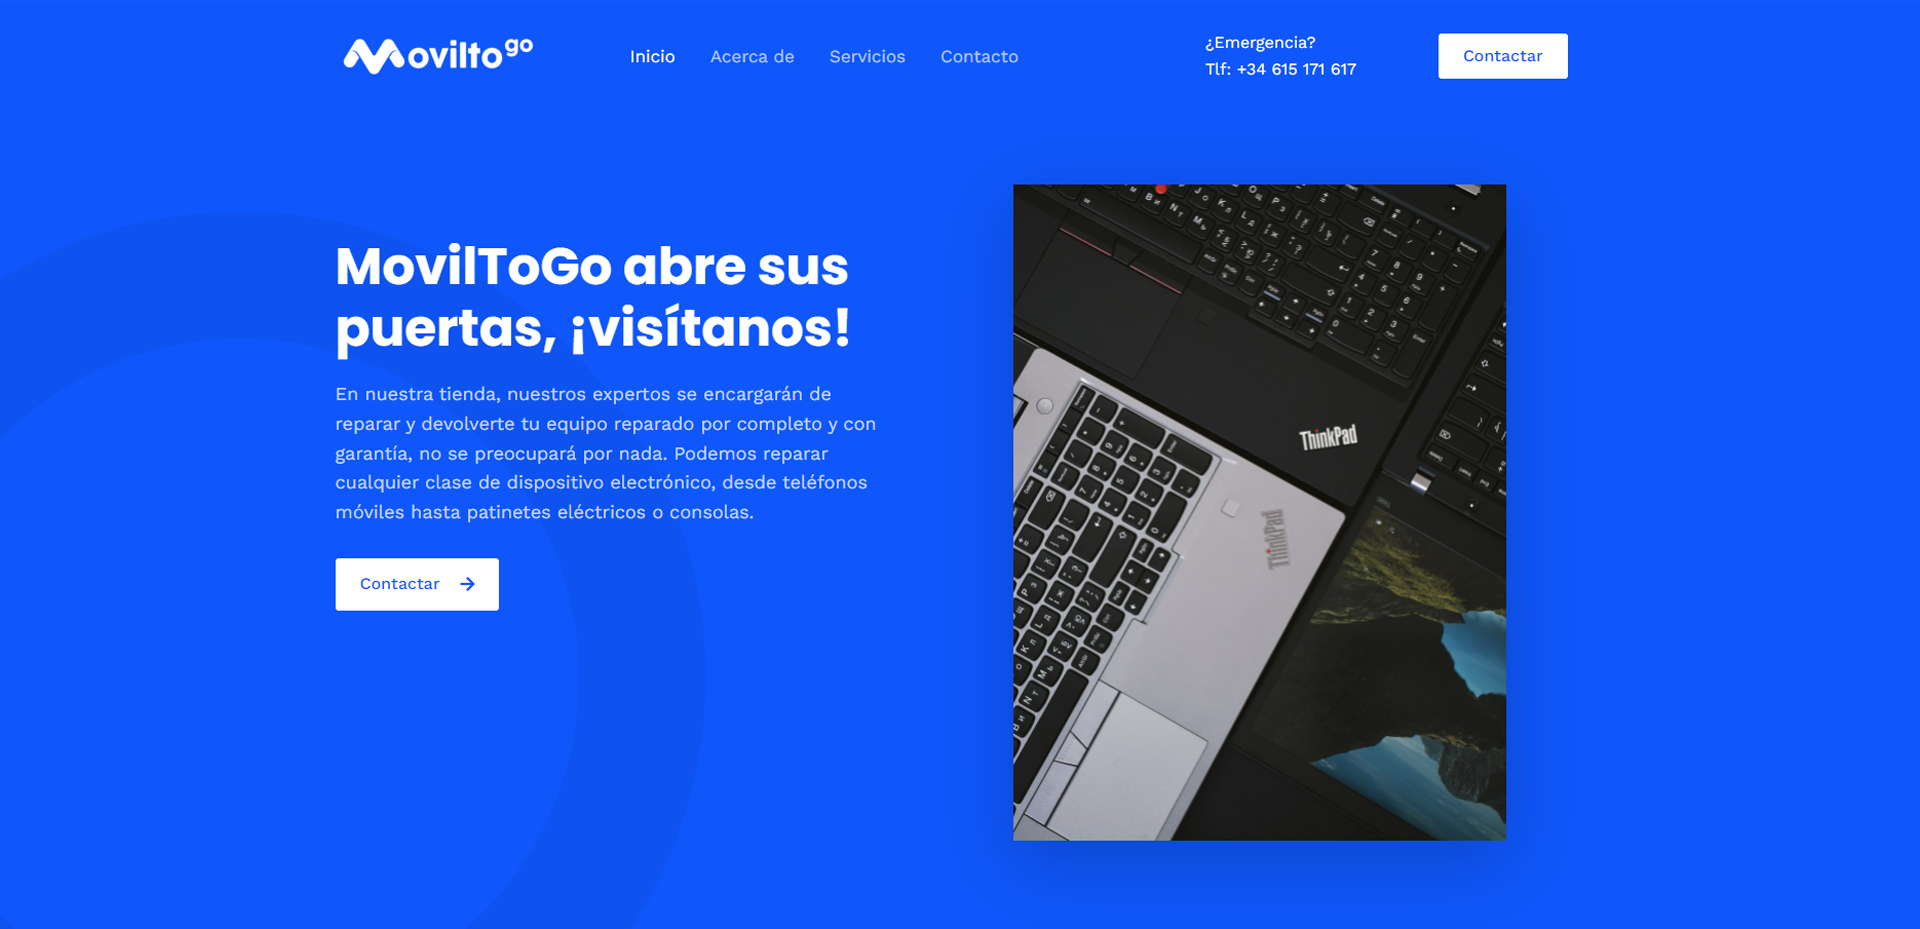 Moviltogo
Inicio
Acerca de
Servicios
Contacto
¿Emergencia?
Tlf: +34 615 171 617
Contactar
MovilToGo abre sus
puertas, ¡visítanos!
En nuestra tienda, nuestros expertos se encargarán de
reparar y devolverte tu equipo reparado por completo y con
garantía, no se preocupará por nada. Podemos reparar
cualquier clase de dispositivo electrónico, desde teléfonos
móviles hasta patinetes eléctricos o consolas.
Contactar
ThinkPad
ThinkPad